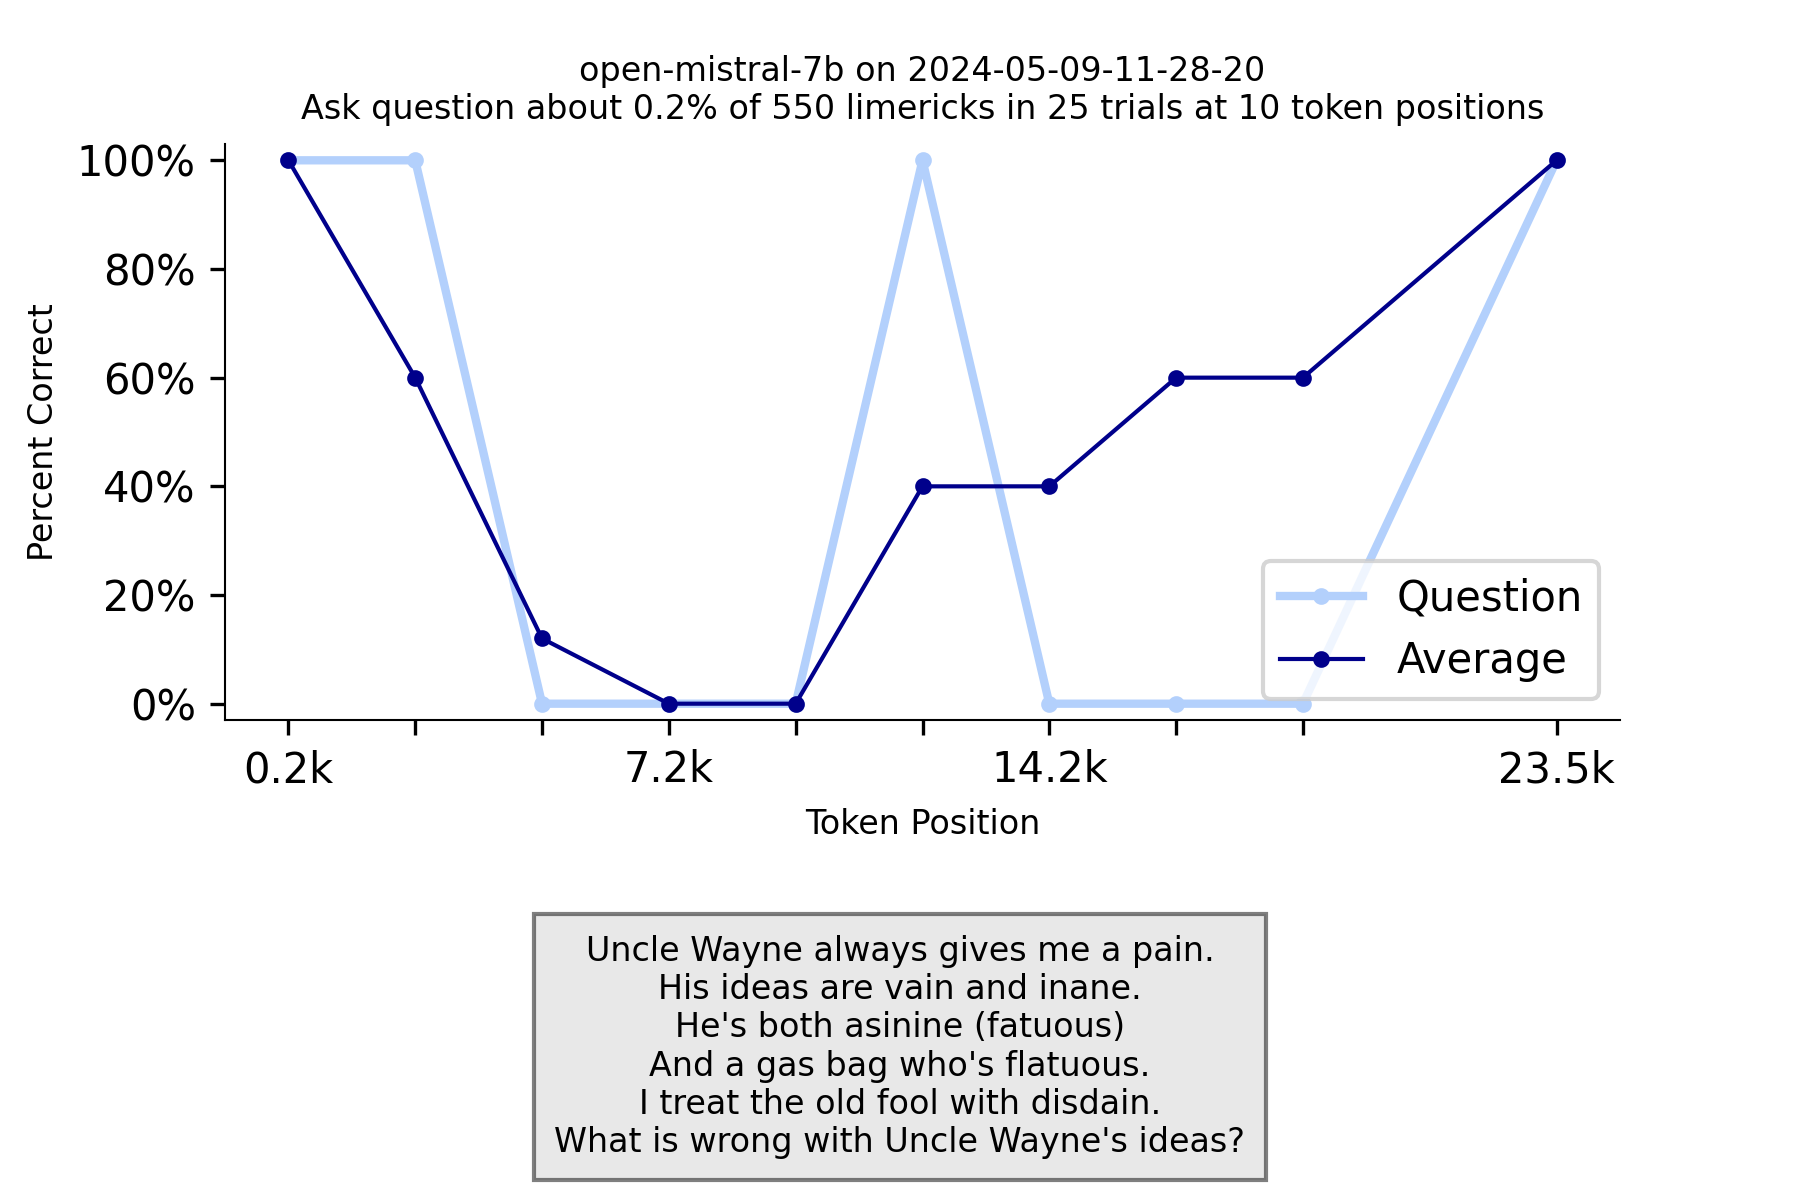 open-mistral-7b on 2024-05-09-11-28-20
Ask question about 0.2% of 550 limericks in 25 trials at 10 token positions
100%
80%
60%
40%
20%
0%
Percent Correct
Question
Average
0.2k
7.2k
14.2k
23.5k
Token Position
Uncle Wayne always gives me a pain.
His ideas are vain and inane.
He's both asinine (fatuous)
And a gas bag who's flatuous.
I treat the old fool with disdain.
What is wrong with Uncle Wayne's ideas?